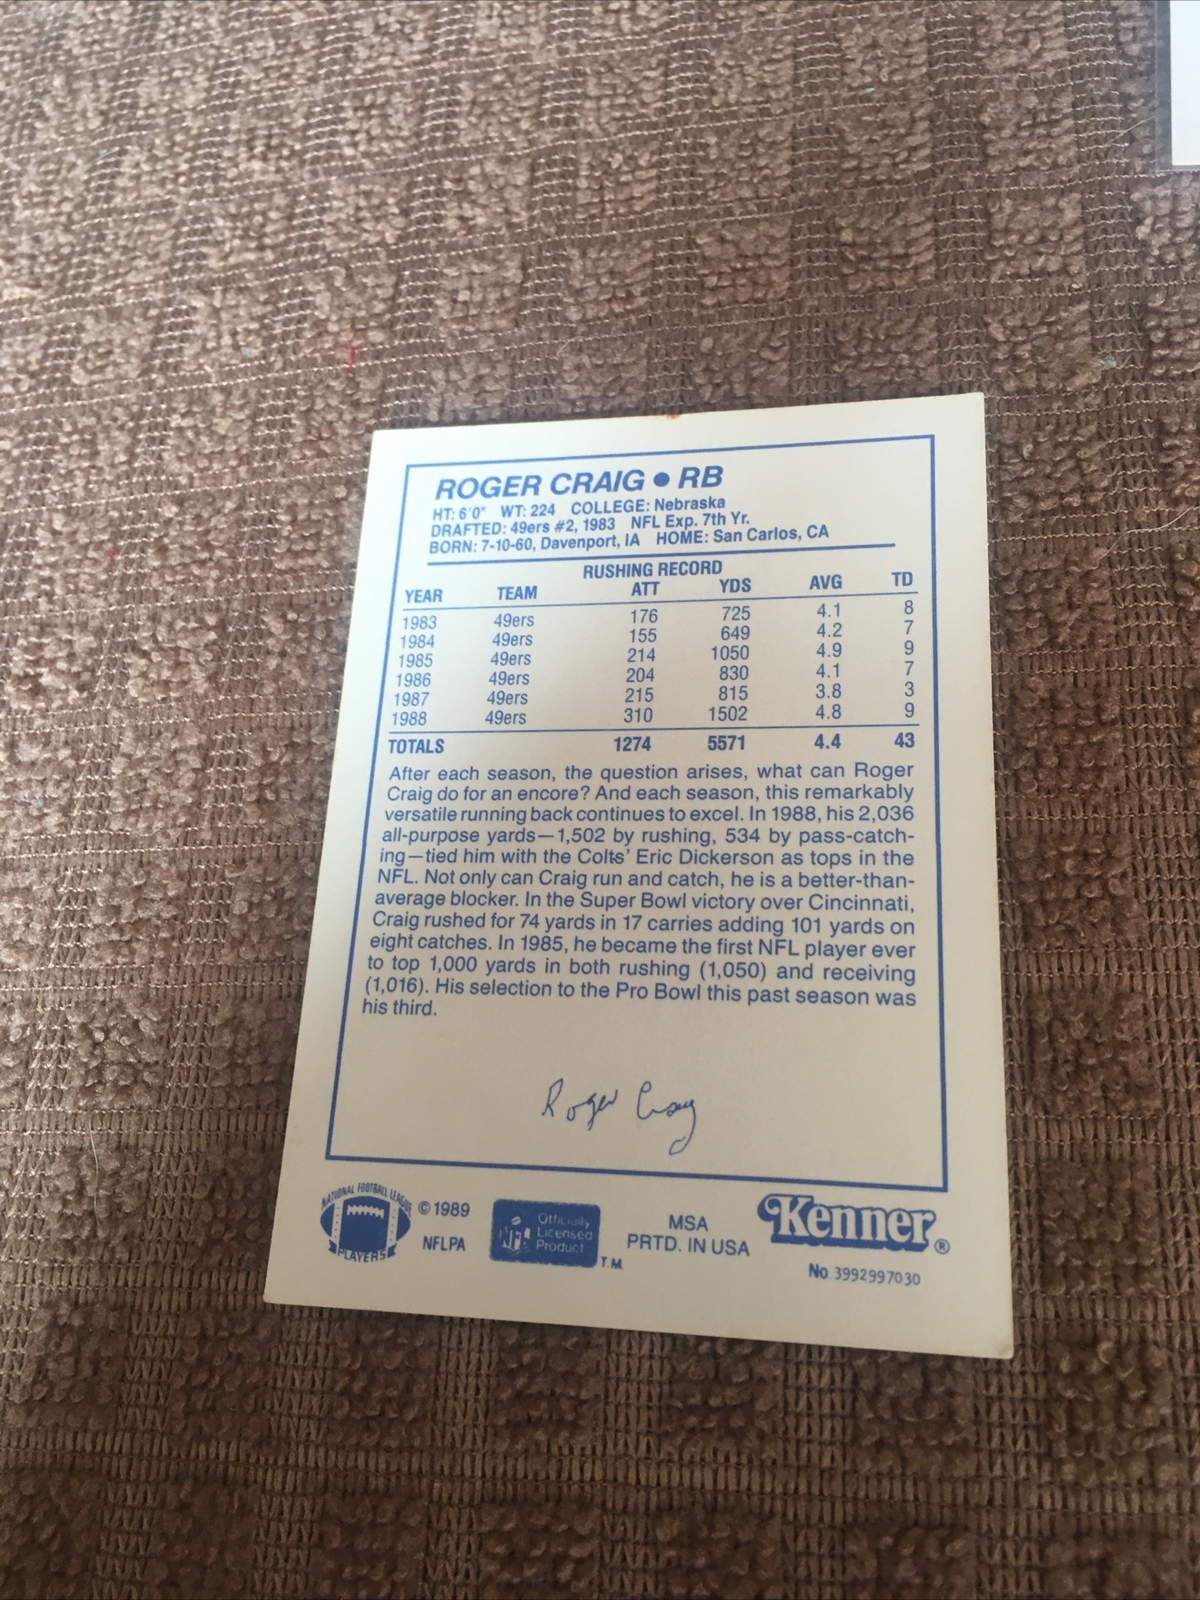 ROGER CRAIG ● RB
HT: 6'0" WT: 224 COLLEGE: Nebraska
DRAFTED: 49ers #2, 1983 NFL Exp. 7th Yr.
BORN: 7-10-60, Davenport, IA HOME: San Carlos, CA
RUSHING RECORD
YEAR TEAM ATT YDS AVG TD
1983 49ers 176 725 4.1 8
1984 49ers 155 649 4.2 7
1985 49ers 214 1050 4.9 9
1986 49ers 204 830 4.1 7
1987 49ers 215 815 3.8 3
1988 49ers 310 1502 4.8 9
TOTALS 1274 5571 4.4 43
After each season, the question arises, what can Roger
Craig do for an encore? And each season, this remarkably
versatile running back continues to excel. In 1988, his 2,036
all-purpose yards—1,502 by rushing, 534 by pass-catch-
ing—tied him with the Colts' Eric Dickerson as tops in the
NFL. Not only can Craig run and catch, he is a better-than-
average blocker. In the Super Bowl victory over Cincinnati,
Craig rushed for 74 yards in 17 carries adding 101 yards on
eight catches. In 1985, he became the first NFL player ever
to top 1,000 yards in both rushing (1,050) and receiving
(1,016). His selection to the Pro Bowl this past season was
his third.
Roger Craig
NATIONAL FOOTBALL LEAGUE
PLAYERS
© 1989
NFLPA
NFL
Officially
Licensed
Product
T.M.
MSA
PRTD. IN USA
Kenner®
No. 3992997030